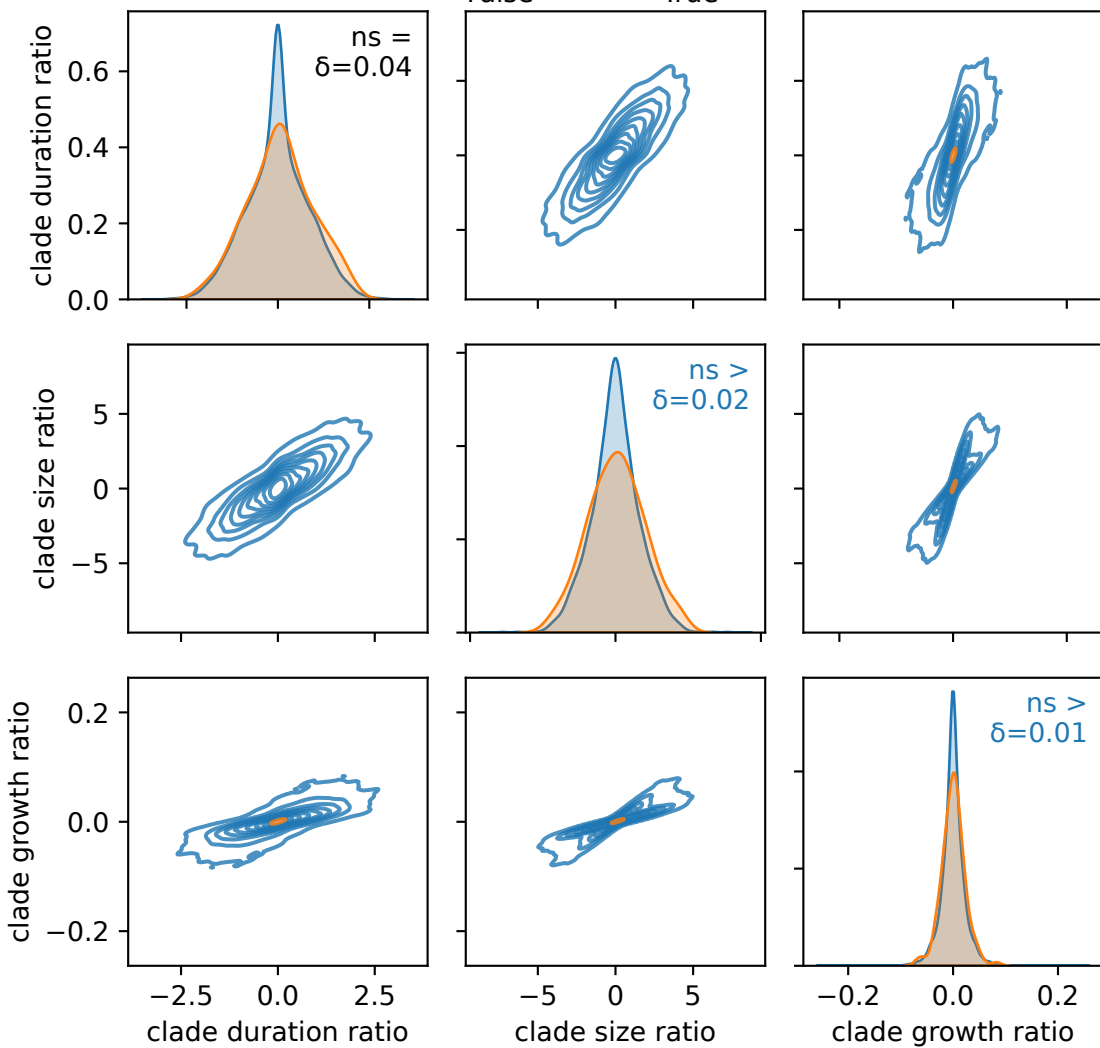 clade duration ratio
0.6
0.4
0.2
0.0
ns =
δ=0.04
clade size ratio
5
0
−5
ns >
δ=0.02
clade growth ratio
0.2
0.0
−0.2
ns >
δ=0.01
−2.5 0.0 2.5
−5 0 5
−0.2 0.0 0.2
clade duration ratio
clade size ratio
clade growth ratio